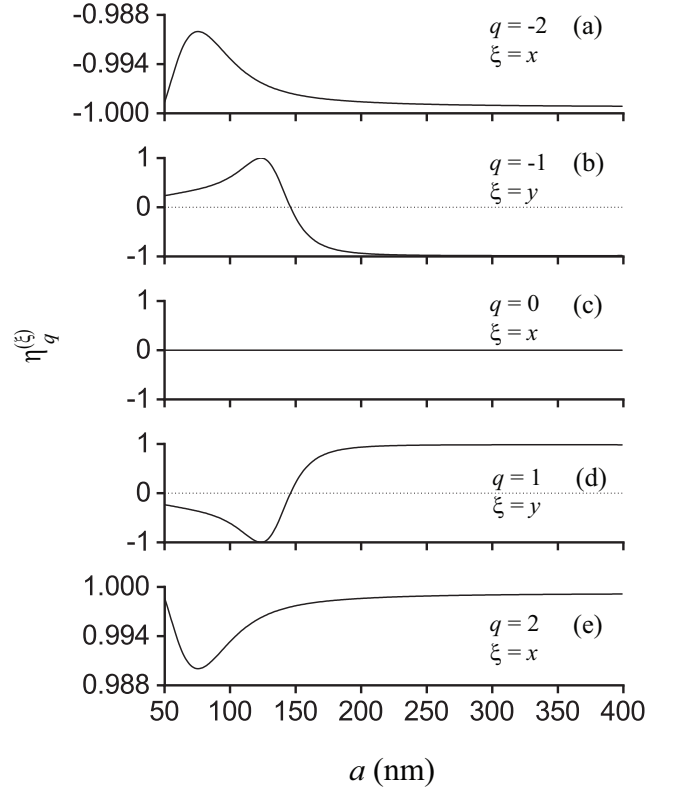 -0.988
q = -2 (a)
-0.994
ξ = x
-1.000
1
q = -1 (b)
ξ = y
0
-1
1
q = 0 (c)
ξ = x
0
-1
η_q^(ξ)
1
q = 1 (d)
0
ξ = y
-1
1.000
q = 2 (e)
0.994
ξ = x
0.988
50 100 150 200 250 300 350 400
a (nm)